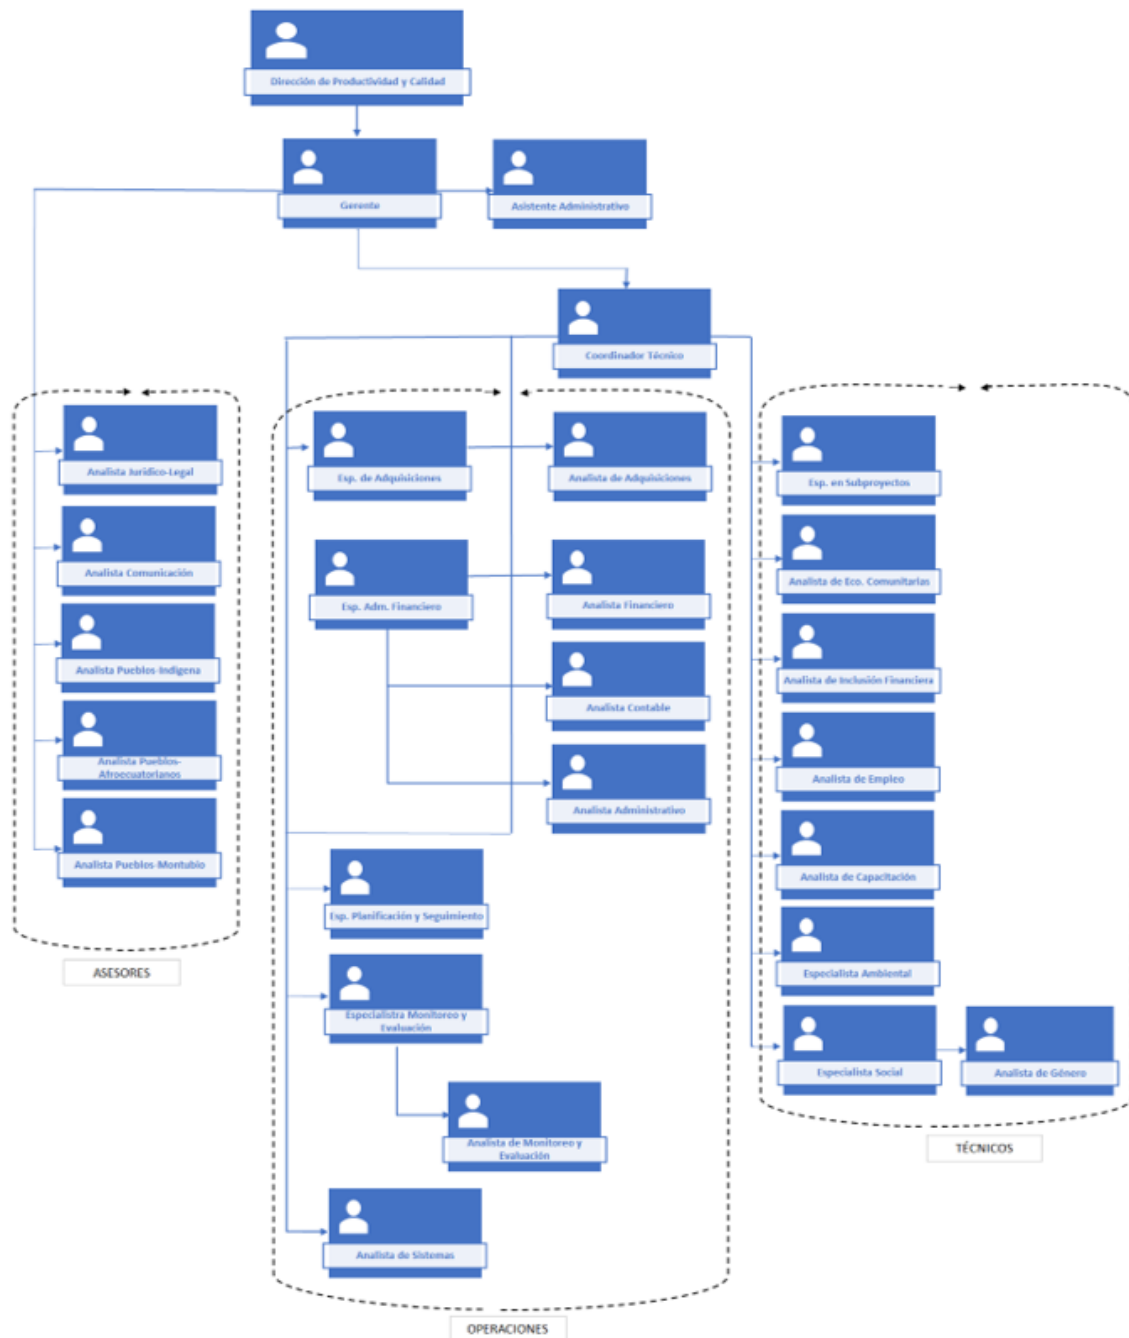 Dirección de Productividad y Calidad
Gerente
Asistente Administrativo
Coordinador Técnico
Analista Jurídico-Legal
Analista Comunicación
Analista Pueblos-Indígena
Analista Pueblos-
Afroecuatorianos
Analista Pueblos-Montubio
ASESORES
Esp. de Adquisiciones
Analista de Adquisiciones
Esp. Adm. Financiero
Analista Financiero
Analista Contable
Analista Administrativo
Esp. Planificación y Seguimiento
Especialistra Monitoreo y
Evaluación
Analista de Monitoreo y
Evaluación
Analista de Sistemas
OPERACIONES
Esp. en Subproyectos
Analista de Eco. Comunitarias
Analista de Inclusión Financiera
Analista de Empleo
Analista de Capacitación
Especialista Ambiental
Especialista Social
Analista de Género
TÉCNICOS